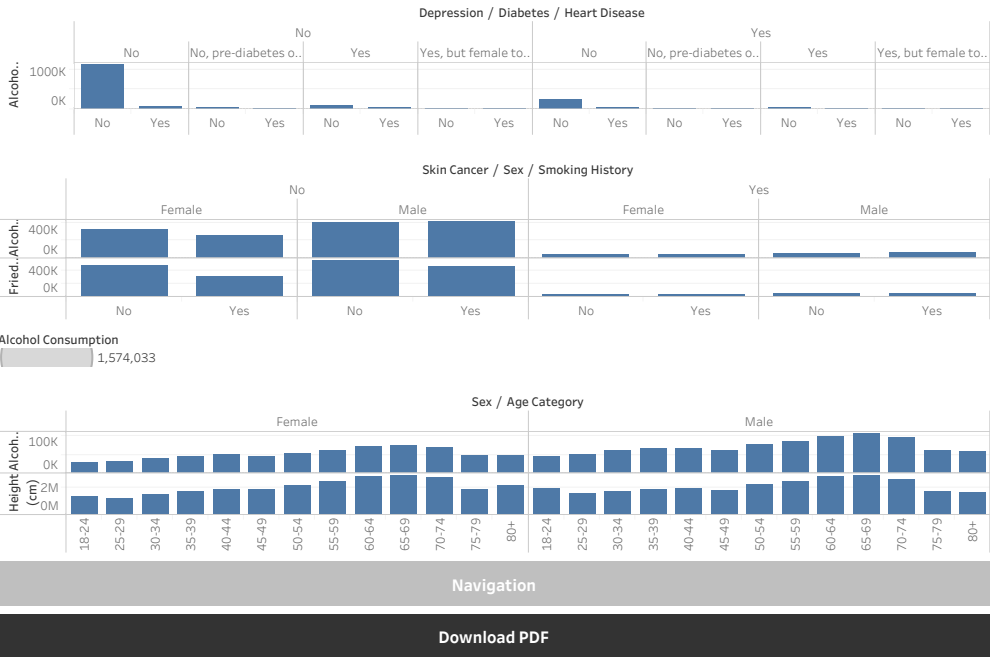 Depression / Diabetes / Heart Disease
No Yes
No No, pre-diabetes o.. Yes Yes, but female to.. No No, pre-diabetes o.. Yes Yes, but female to..
Alcoho..
1000K
0K
No Yes No Yes No Yes No Yes No Yes No Yes No Yes No Yes
Skin Cancer / Sex / Smoking History
No Yes
Female Male Female Male
Alcoh..
400K
0K
Fried..
400K
0K
No Yes No Yes No Yes No Yes
Alcohol Consumption
1,574,033
Sex / Age Category
Female Male
Alcoh..
100K
0K
Height (cm)
2M
0M
18-24 25-29 30-34 35-39 40-44 45-49 50-54 55-59 60-64 65-69 70-74 75-79 80+ 18-24 25-29 30-34 35-39 40-44 45-49 50-54 55-59 60-64 65-69 70-74 75-79 80+
Navigation
Download PDF